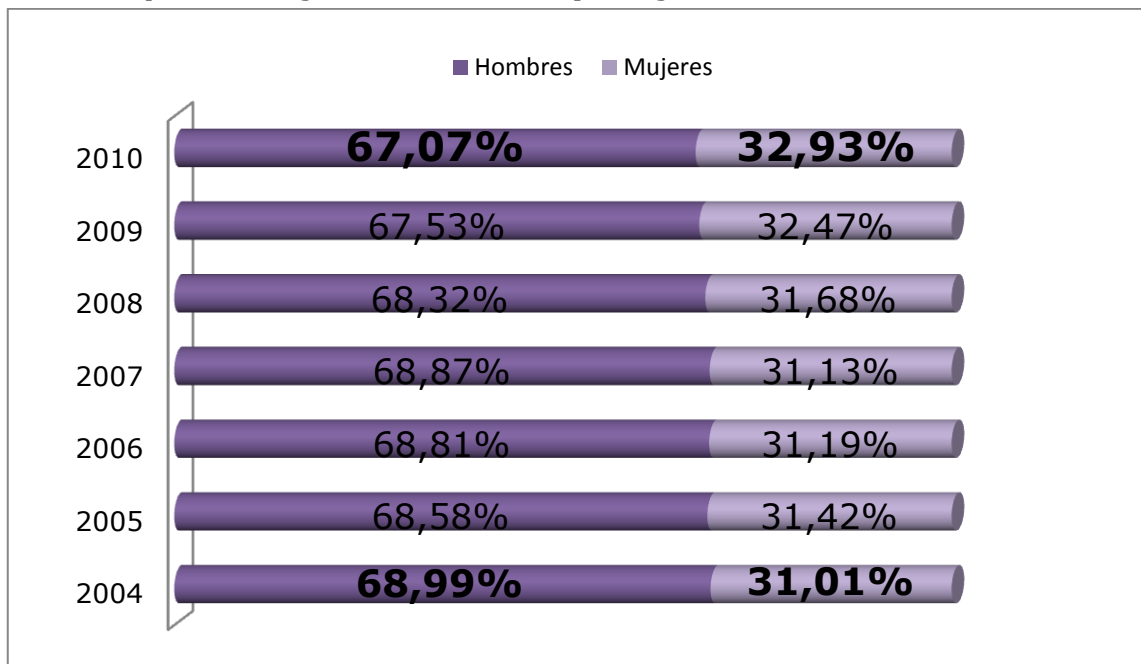 Hombres Mujeres
2010 67,07% 32,93%
2009 67,53% 32,47%
2008 68,32% 31,68%
2007 68,87% 31,13%
2006 68,81% 31,19%
2005 68,58% 31,42%
2004 68,99% 31,01%